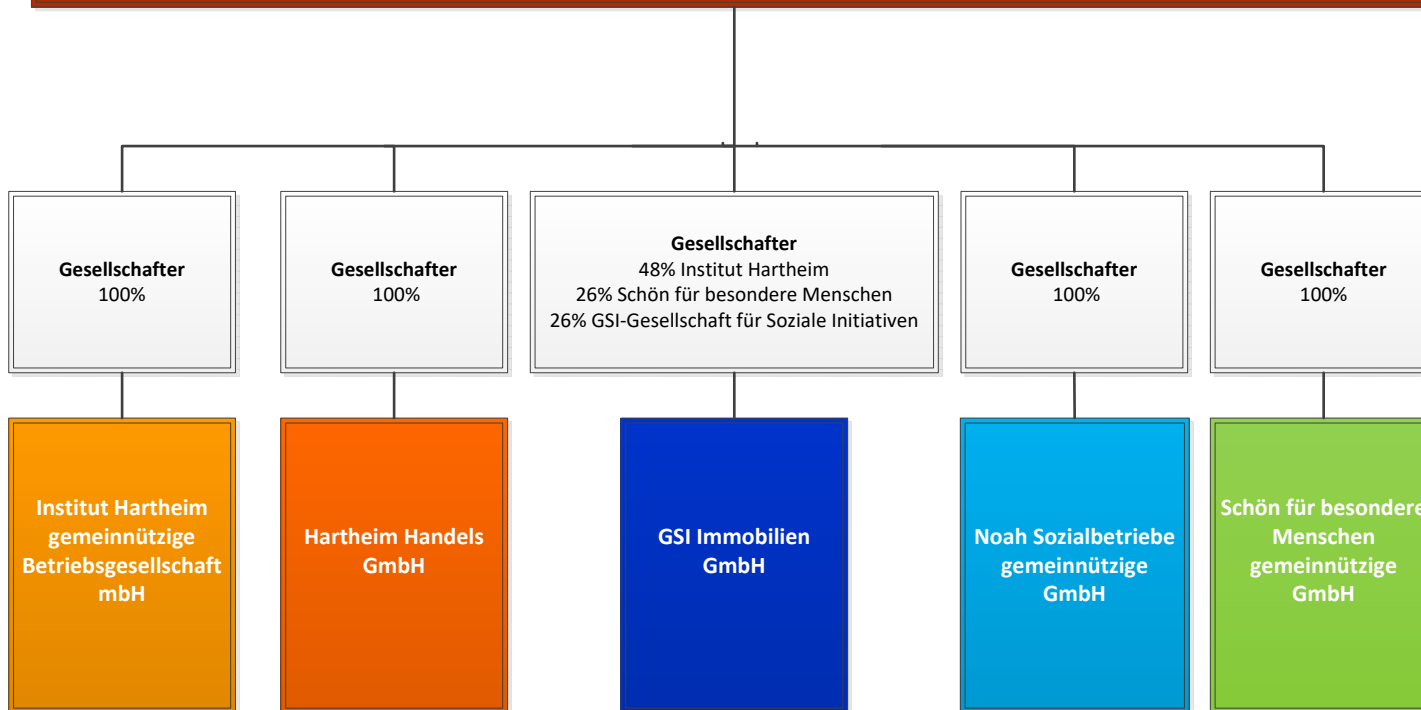 Gesellschafter
100%
Gesellschafter
100%
Gesellschafter
48% Institut Hartheim
26% Schön für besondere Menschen
26% GSI-Gesellschaft für Soziale Initiativen
Gesellschafter
100%
Gesellschafter
100%
Institut Hartheim
gemeinnützige
Betriebsgesellschaft
mbH
Hartheim Handels
GmbH
GSI Immobilien
GmbH
Noah Sozialbetriebe
gemeinnützige
GmbH
Schön für besondere
Menschen
gemeinnützige
GmbH